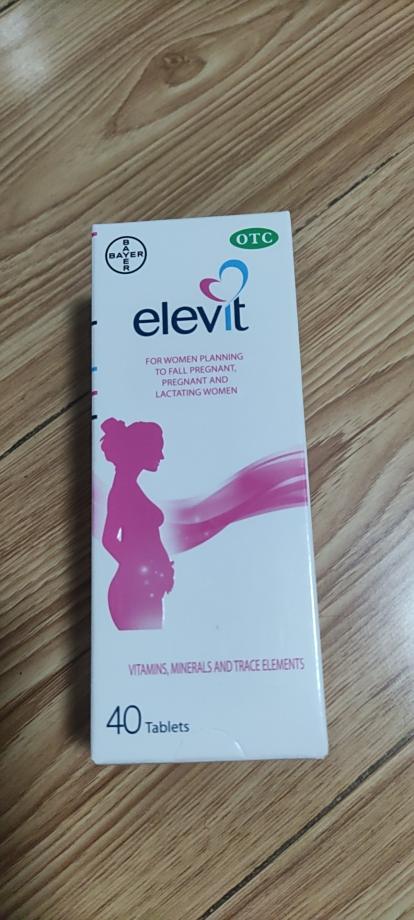 BAYER
BAYER
OTC
elevit
FOR WOMEN PLANNING
TO FALL PREGNANT,
PREGNANT AND
LACTATING WOMEN
VITAMINS, MINERALS AND TRACE ELEMENTS
40 Tablets